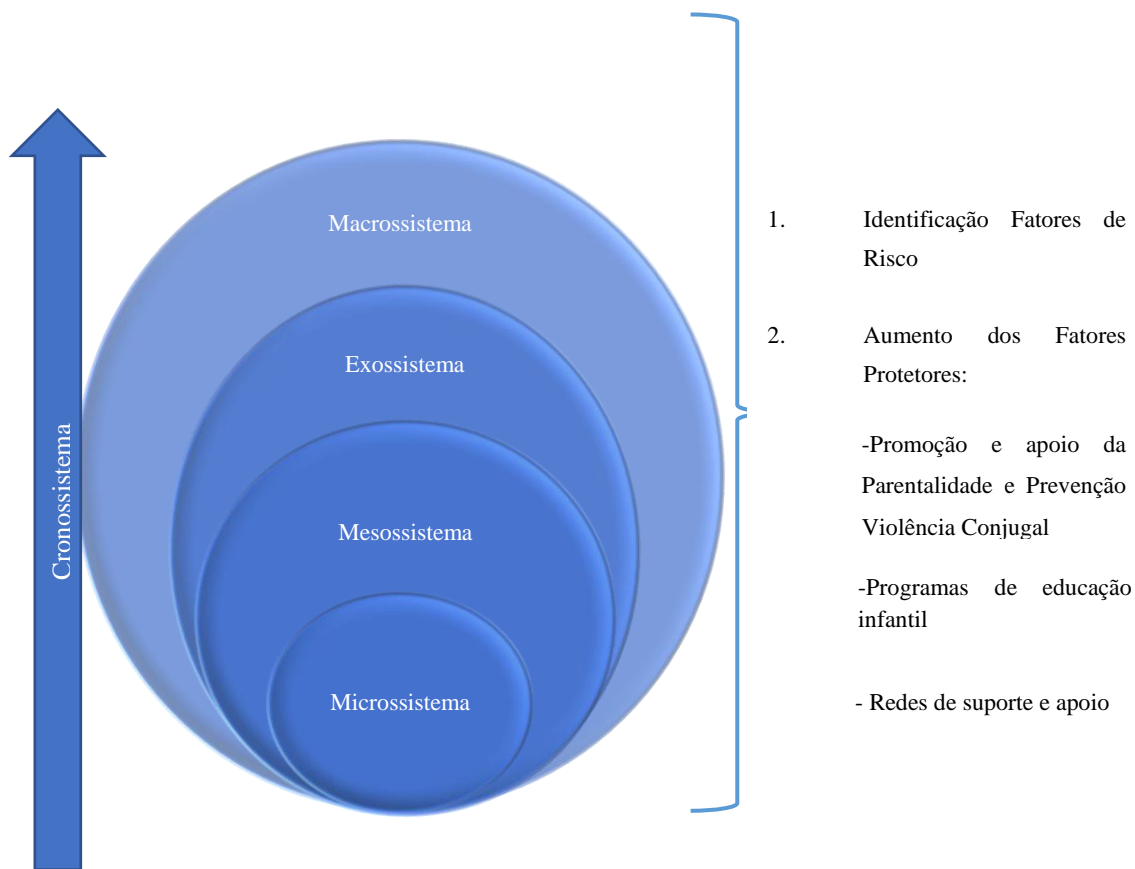 Cronossistema
Macrossistema
Exossistema
Mesossistema
Microssistema
1. Identificação Fatores de
Risco
2. Aumento dos Fatores
Protetores:
-Promoção e apoio da
Parentalidade e Prevenção
Violência Conjugal
-Programas de educação
infantil
- Redes de suporte e apoio